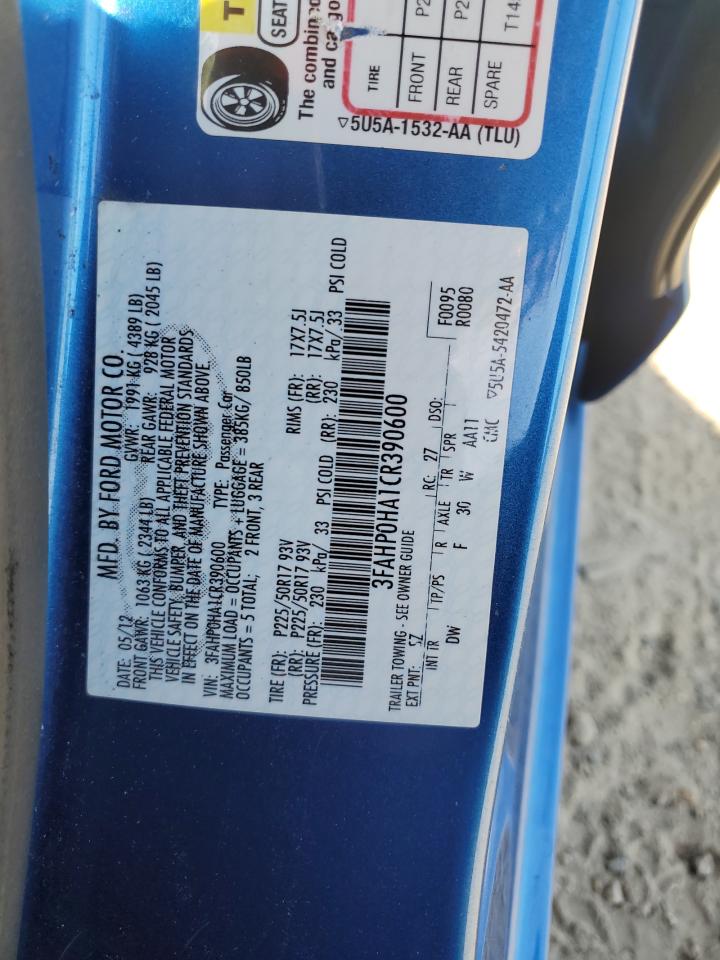 T
SEAT
The combined
and cargo
TIRE
FRONT P2
REAR P2
SPARE T14
▽5U5A-1532-AA (TLU)
MFD. BY FORD MOTOR CO.
DATE: 05/12 GVWR: 1991 KG ( 4389 LB)
FRONT GAWR: 1063 KG ( 2344 LB) REAR GAWR: 928 KG ( 2045 LB)
THIS VEHICLE CONFORMS TO ALL APPLICABLE FEDERAL MOTOR
VEHICLE SAFETY, BUMPER, AND THEFT PREVENTION STANDARDS
IN EFFECT ON THE DATE OF MANUFACTURE SHOWN ABOVE
VIN: 3FAHP0HA1CR390600 TYPE: Passenger Car
MAXIMUM LOAD = OCCUPANTS + LUGGAGE = 385KG/850LB
OCCUPANTS = 5 TOTAL; 2 FRONT, 3 REAR
TIRE (FR): P225/50R17 93V RIMS (FR): 17X7.5J
(RR): P225/50R17 93V (RR): 17X7.5J
PRESSURE (FR): 230 kPa/ 33 PSI COLD (RR): 230 kPa/ 33 PSI COLD
3FAHP0HA1CR390600
TRAILER TOWING - SEE OWNER GUIDE
EXT PNT: SZ RC: 27 DSO: F0095
R0080
INT TR TP/PS R AXLE TR SPR
DW F 30 W AA11
CMC ▽5U5A-5420472-AA